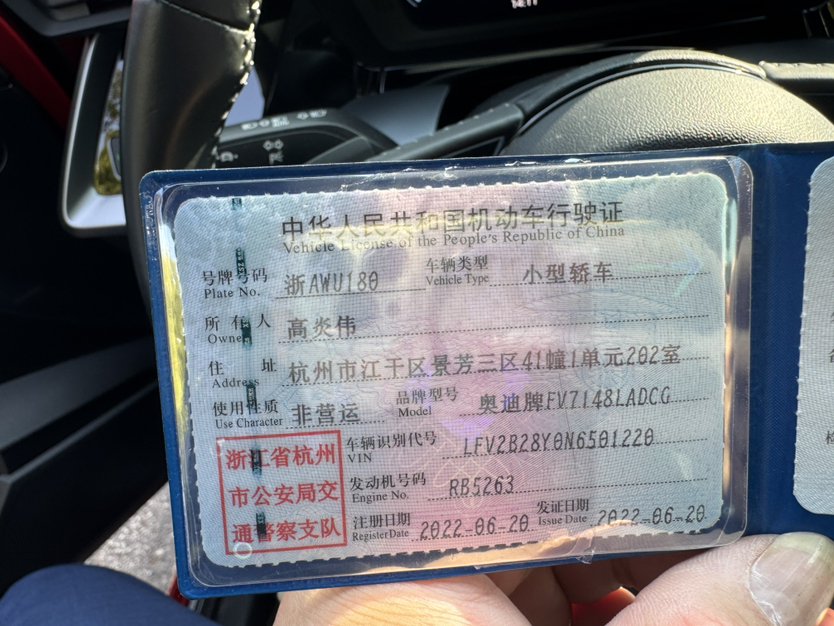 中华人民共和国机动车行驶证
Vehicle License of the People's Republic of China
号牌号码 浙AWU180 车辆类型 小型轿车
Plate No. Vehicle Type
所有人 高炎伟
Owner
住址 杭州市江干区景芳三区41幢1单元202室
Address
使用性质 非营运 品牌型号 奥迪牌FV7148LADCG
Use Character Model
浙江省杭州
市公安局交
通警察支队
车辆识别代号 LFV2B28Y0N6501220
VIN
发动机号码 RB5263
Engine No.
注册日期 2022-06-20 发证日期 2022-06-20
Register Date Issue Date